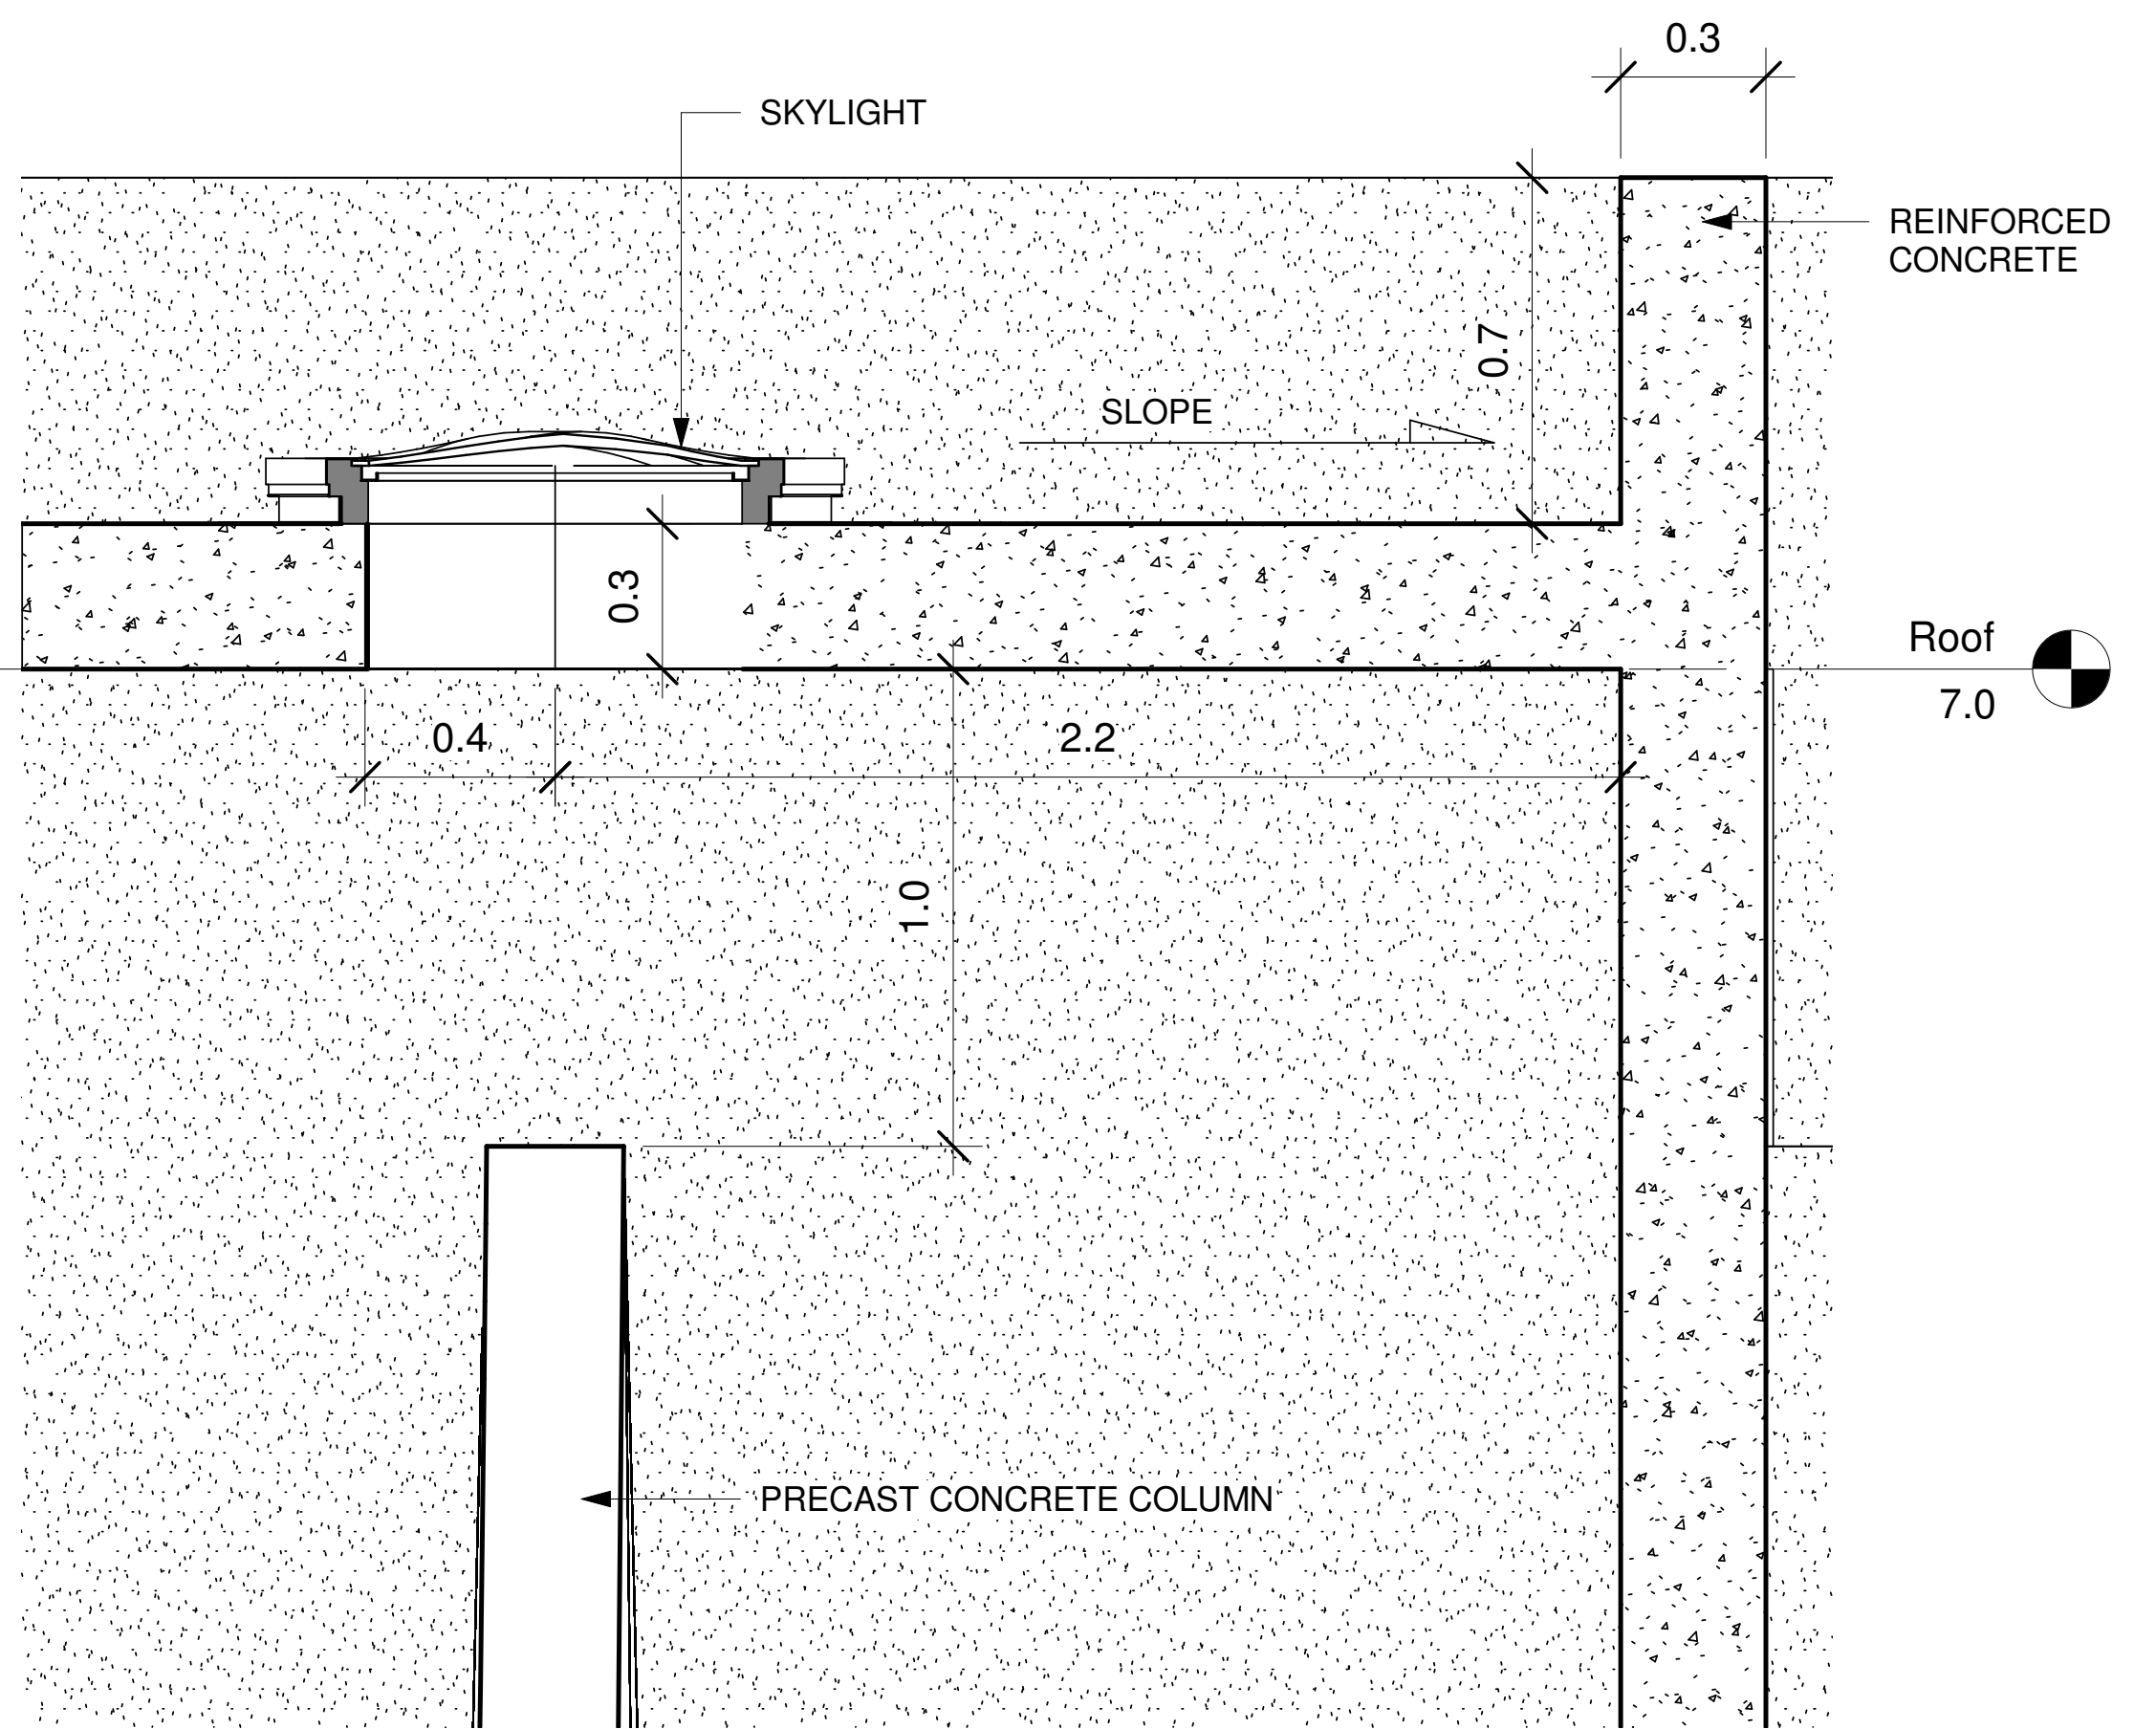 0.3
SKYLIGHT
REINFORCED
CONCRETE
0.7
SLOPE
0.3
Roof
7.0
0.4
2.2
1.0
PRECAST CONCRETE COLUMN